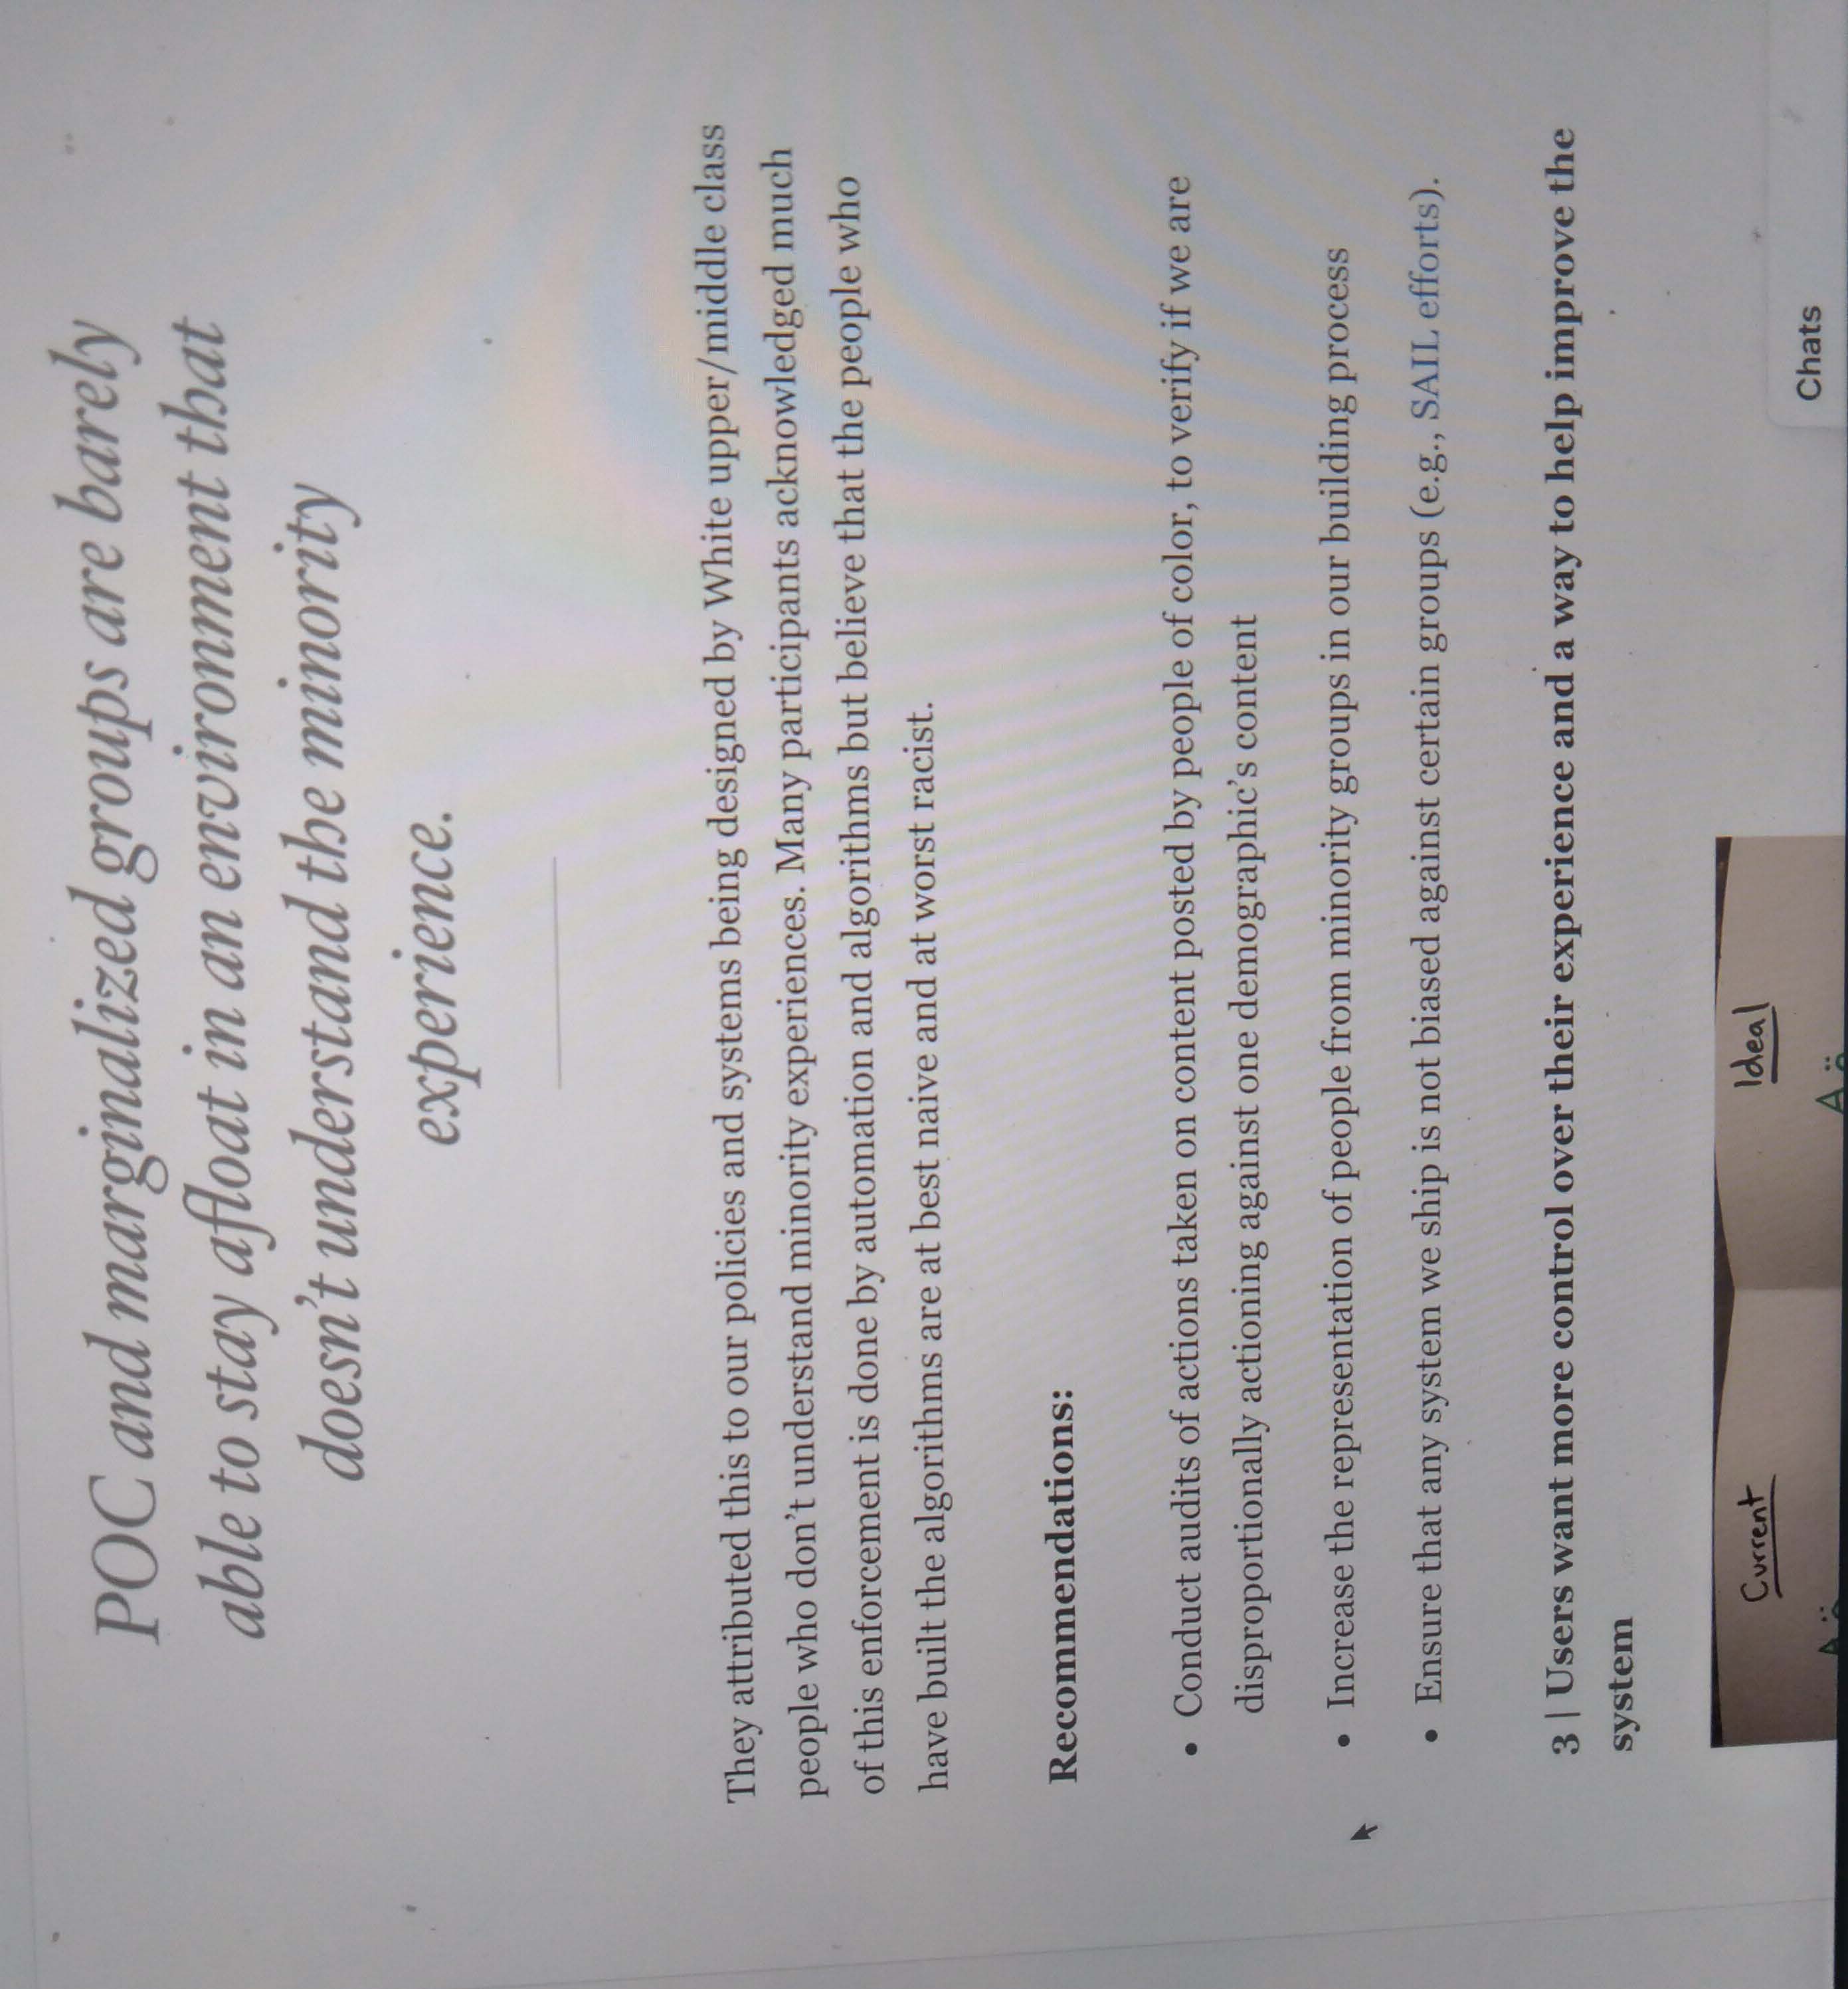 POC and marginalized groups are barely
able to stay afloat in an environment that
doesn't understand the minority
experience.
They attributed this to our policies and systems being designed by White upper/middle class
people who don't understand minority experiences. Many participants acknowledged much
of this enforcement is done by automation and algorithms but believe that the people who
have built the algorithms are at best naive and at worst racist.
Recommendations:
• Conduct audits of actions taken on content posted by people of color, to verify if we are
disproportionally actioning against one demographic's content
• Increase the representation of people from minority groups in our building process
• Ensure that any system we ship is not biased against certain groups (e.g., SAIL efforts).
3 | Users want more control over their experience and a way to help improve the
system
Current Ideal
Chats